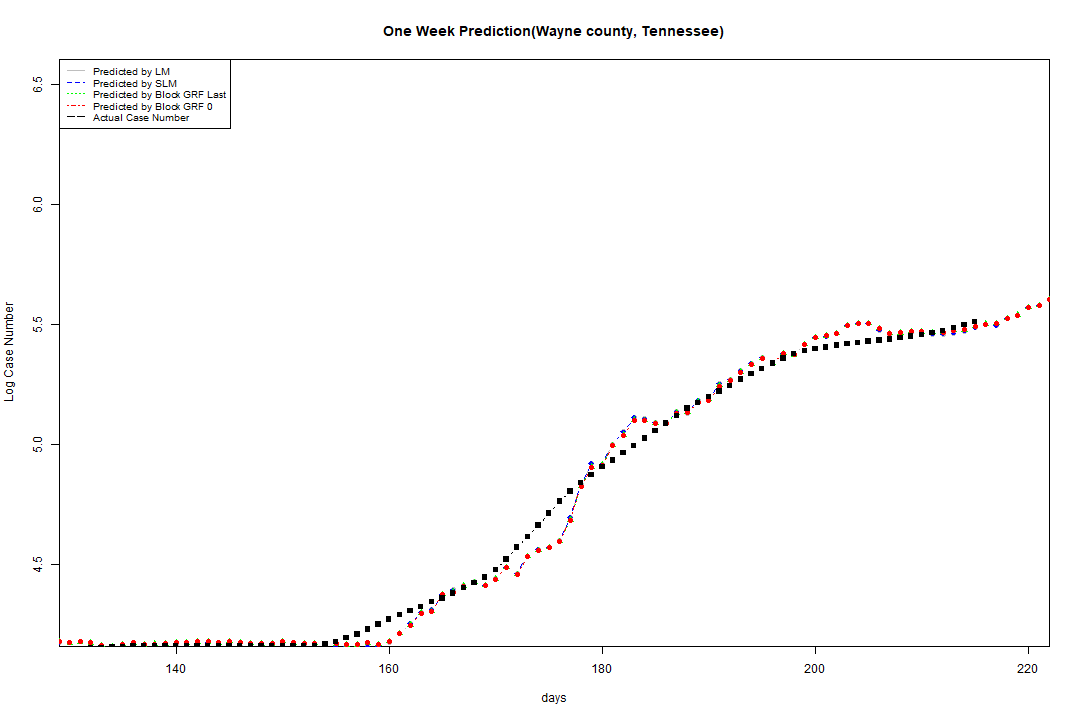 One Week Prediction(Wayne county, Tennessee)
Predicted by LM
Predicted by SLM
Predicted by Block GRF Last
Predicted by Block GRF 0
Actual Case Number
6.5
6.0
5.5
5.0
4.5
Log Case Number
140 160 180 200 220
days